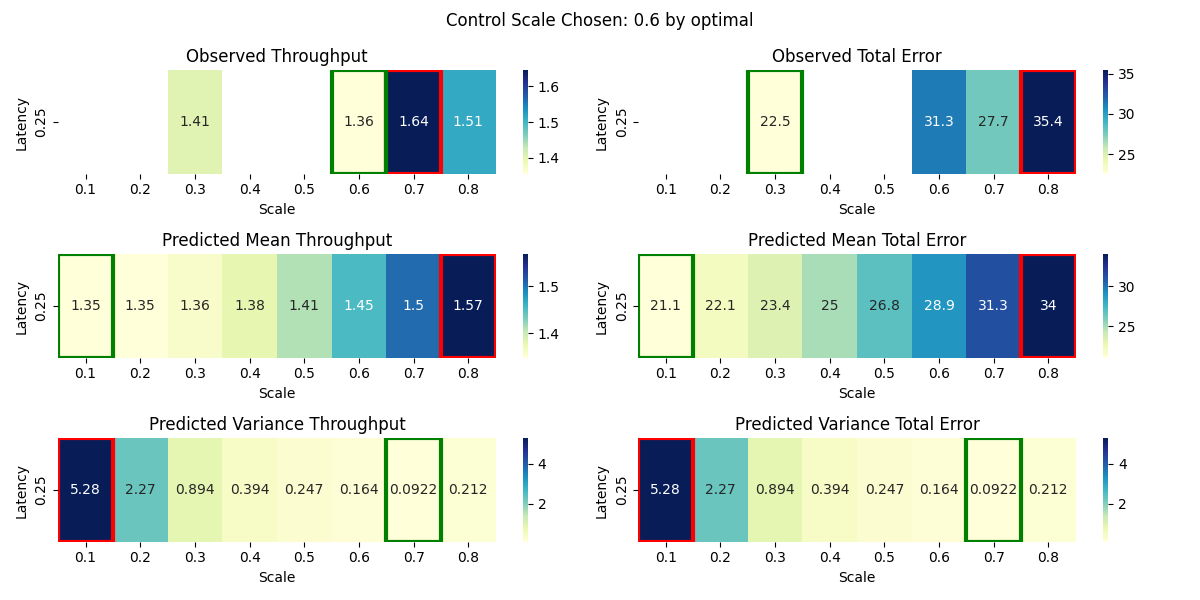 Control Scale Chosen: 0.6 by optimal
Observed Throughput
Latency
0.25
1.41
1.36
1.64
1.51
0.1 0.2 0.3 0.4 0.5 0.6 0.7 0.8
Scale
1.6
1.5
1.4
Observed Total Error
Latency
0.25
22.5
31.3
27.7
35.4
0.1 0.2 0.3 0.4 0.5 0.6 0.7 0.8
Scale
35
30
25
Predicted Mean Throughput
Latency
0.25
1.35 1.35 1.36 1.38 1.41 1.45 1.5 1.57
0.1 0.2 0.3 0.4 0.5 0.6 0.7 0.8
Scale
1.5
1.4
Predicted Mean Total Error
Latency
0.25
21.1 22.1 23.4 25 26.8 28.9 31.3 34
0.1 0.2 0.3 0.4 0.5 0.6 0.7 0.8
Scale
30
25
Predicted Variance Throughput
Latency
0.25
5.28 2.27 0.894 0.394 0.247 0.164 0.0922 0.212
0.1 0.2 0.3 0.4 0.5 0.6 0.7 0.8
Scale
4
2
Predicted Variance Total Error
Latency
0.25
5.28 2.27 0.894 0.394 0.247 0.164 0.0922 0.212
0.1 0.2 0.3 0.4 0.5 0.6 0.7 0.8
Scale
4
2